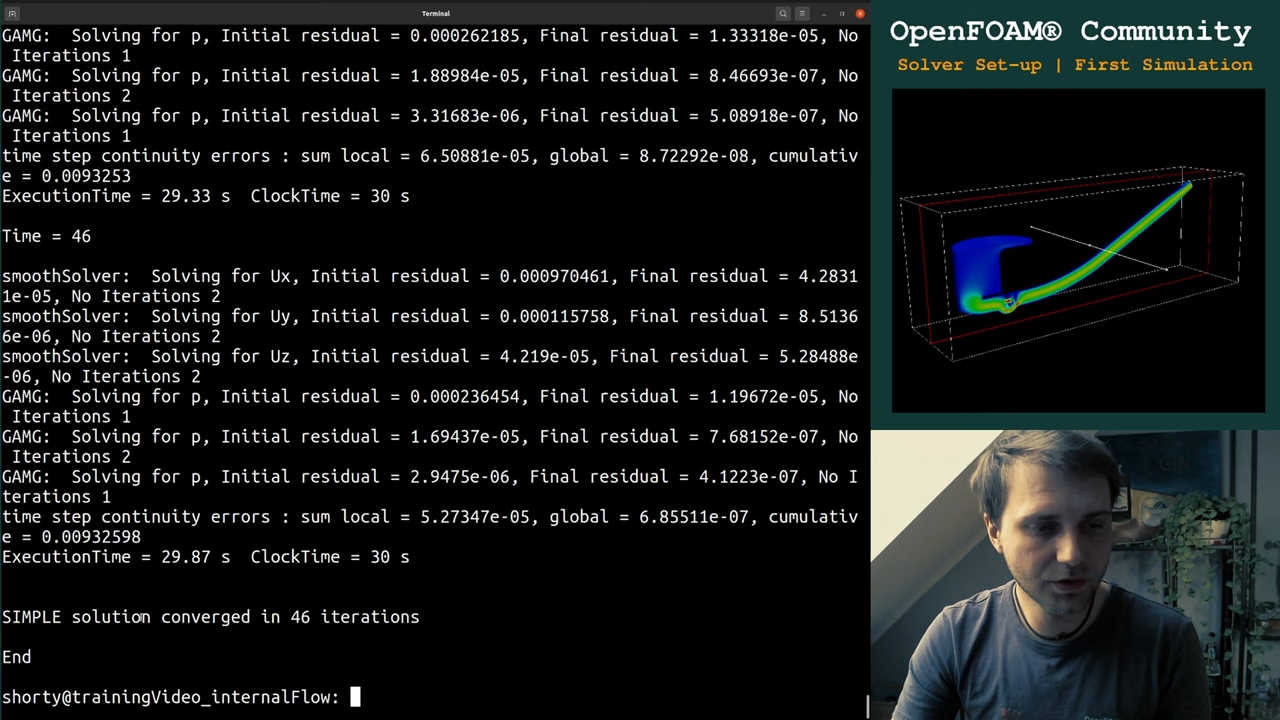 Terminal
GAMG:  Solving for p, Initial residual = 0.000262185, Final residual = 1.33318e-05, No
 Iterations 1
GAMG:  Solving for p, Initial residual = 1.88984e-05, Final residual = 8.46693e-07, No
 Iterations 2
GAMG:  Solving for p, Initial residual = 3.31683e-06, Final residual = 5.08918e-07, No
 Iterations 1
time step continuity errors : sum local = 6.50881e-05, global = 8.72292e-08, cumulativ
e = 0.0093253
ExecutionTime = 29.33 s  ClockTime = 30 s
Time = 46
smoothSolver:  Solving for Ux, Initial residual = 0.000970461, Final residual = 4.2831
1e-05, No Iterations 2
smoothSolver:  Solving for Uy, Initial residual = 0.000115758, Final residual = 8.5136
6e-06, No Iterations 2
smoothSolver:  Solving for Uz, Initial residual = 4.219e-05, Final residual = 5.28488e
-06, No Iterations 2
GAMG:  Solving for p, Initial residual = 0.000236454, Final residual = 1.19672e-05, No
 Iterations 1
GAMG:  Solving for p, Initial residual = 1.69437e-05, Final residual = 7.68152e-07, No
 Iterations 2
GAMG:  Solving for p, Initial residual = 2.9475e-06, Final residual = 4.1223e-07, No I
terations 1
time step continuity errors : sum local = 5.27347e-05, global = 6.85511e-07, cumulativ
e = 0.00932598
ExecutionTime = 29.87 s  ClockTime = 30 s
SIMPLE solution converged in 46 iterations
End
shorty@trainingVideo_internalFlow:
OpenFOAM® Community
Solver Set-up | First Simulation